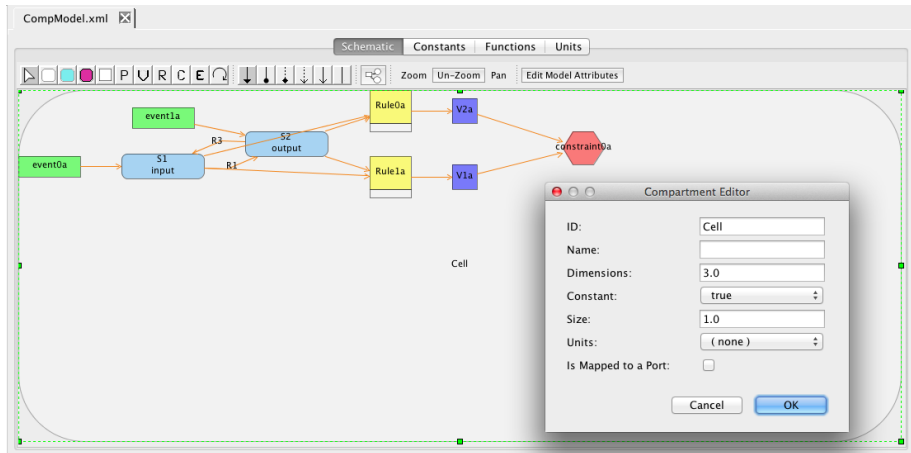 CompModel.xml
Schematic Constants Functions Units
P V R C E Zoom Un-Zoom Pan Edit Model Attributes
event1a
Rule0a
V2a
R3
S2
output
constraint0a
event0a
S1
input
R1
Rule1a
V1a
Cell
Compartment Editor
ID: Cell
Name:
Dimensions: 3.0
Constant: true
Size: 1.0
Units: ( none )
Is Mapped to a Port:
Cancel OK